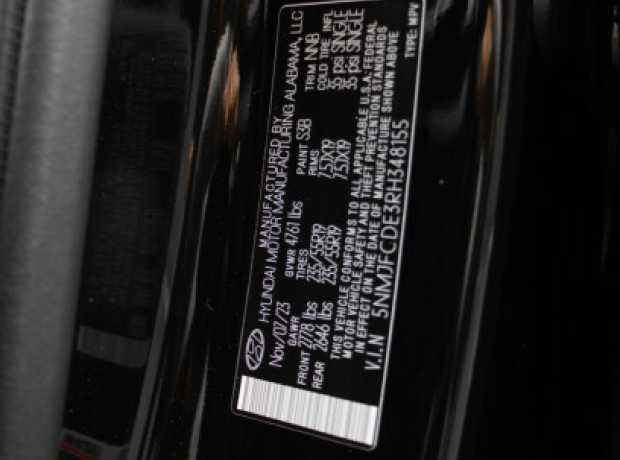 MANUFACTURED BY
HYUNDAI MOTOR MANUFACTURING ALABAMA, LLC
Nov/07/23 GVWR 4761 lbs PAINT S3B TRIM NNB
GAWR TIRES RIMS COLD TIRE INFL
FRONT 2778 lbs 235/55R19 7.5JX19 35 psi SINGLE
REAR 2646 lbs 235/55R19 7.5JX19 35 psi SINGLE
THIS VEHICLE CONFORMS TO ALL APPLICABLE U.S.A. FEDERAL
MOTOR VEHICLE SAFETY AND THEFT PREVENTION STANDARDS
IN EFFECT ON THE DATE OF MANUFACTURE SHOWN ABOVE
V.I.N 5NMJFCDE3RH348155 TYPE: MPV